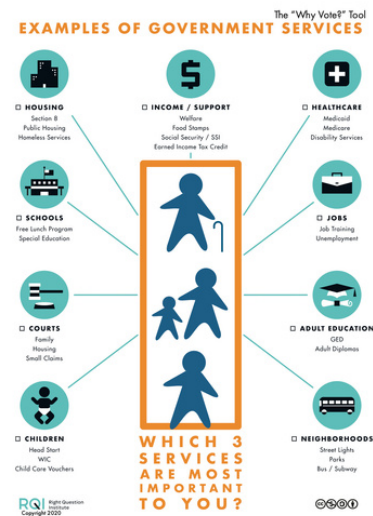 The "Why Vote?" Tool
EXAMPLES OF GOVERNMENT SERVICES
HOUSING
Section 8
Public Housing
Homeless Services
INCOME / SUPPORT
Welfare
Food Stamps
Social Security / SSI
Earned Income Tax Credit
HEALTHCARE
Medicaid
Medicare
Disability Services
SCHOOLS
Free Lunch Program
Special Education
JOBS
Job Training
Unemployment
COURTS
Family
Housing
Small Claims
ADULT EDUCATION
GED
Adult Diplomas
CHILDREN
Head Start
WIC
Child Care Vouchers
NEIGHBORHOODS
Street Lights
Parks
Bus / Subway
WHICH 3
SERVICES
ARE MOST
IMPORTANT
TO YOU?
RQI Right Question
Institute
Copyright 2020